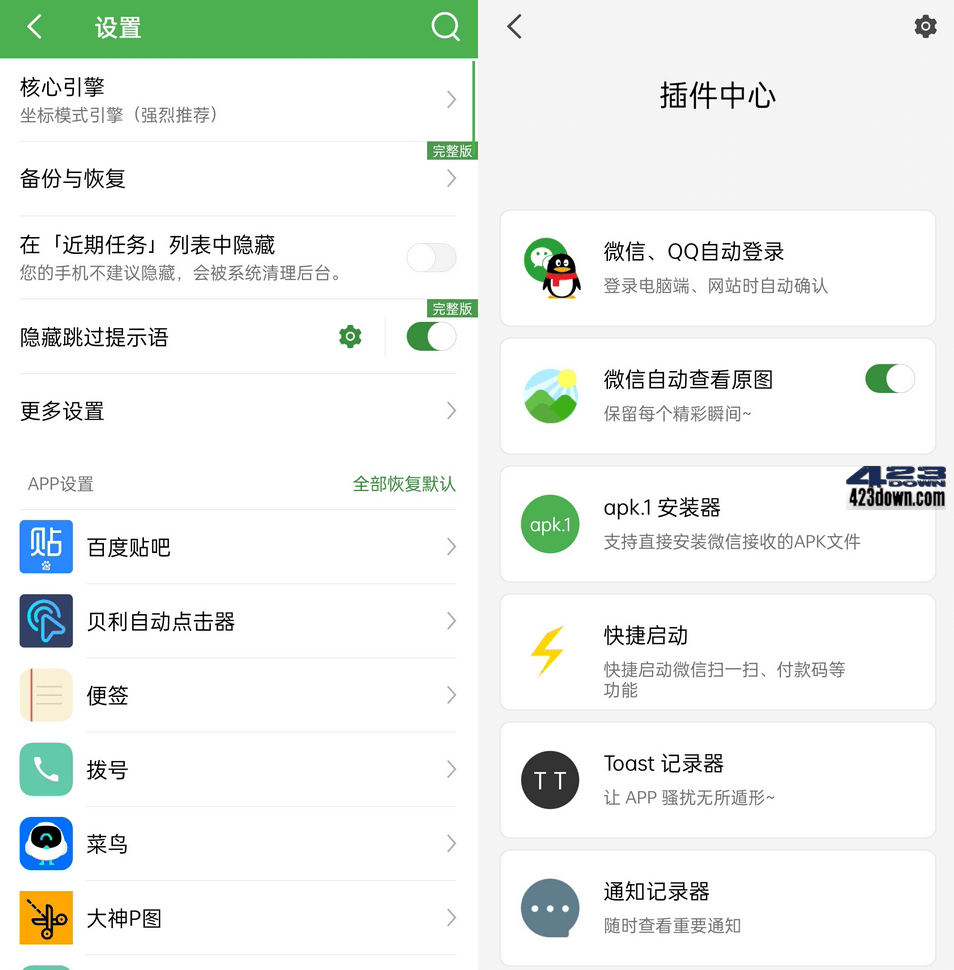 设置
核心引擎
坐标模式引擎（强烈推荐）
完整版
备份与恢复
在「近期任务」列表中隐藏
您的手机不建议隐藏，会被系统清理后台。
完整版
隐藏跳过提示语
更多设置
APP设置 全部恢复默认
贴
百度贴吧
贝利自动点击器
便签
拨号
菜鸟
大神P图
插件中心
微信、QQ自动登录
登录电脑端、网站时自动确认
微信自动查看原图
保留每个精彩瞬间~
423
DOWN
423down.com
apk.1
apk.1 安装器
支持直接安装微信接收的APK文件
快捷启动
快捷启动微信扫一扫、付款码等
功能
TT
Toast 记录器
让 APP 骚扰无所遁形~
通知记录器
随时查看重要通知